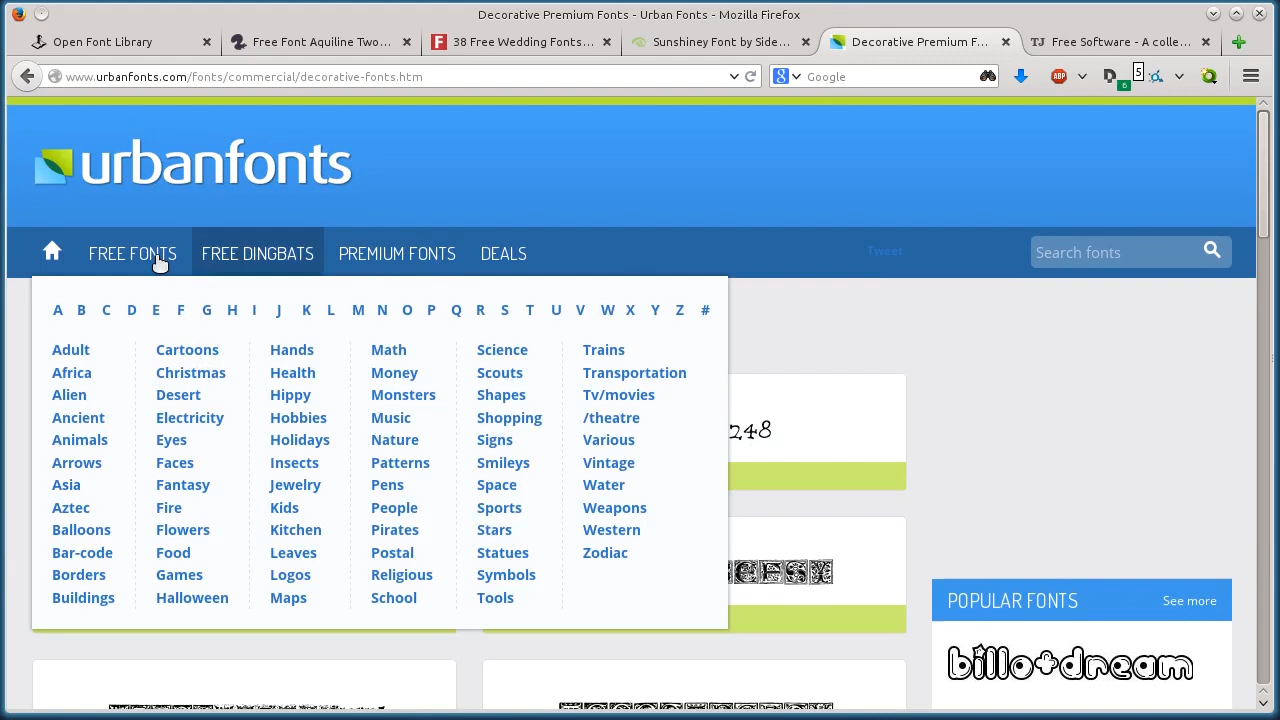 Decorative Premium Fonts - Urban Fonts - Mozilla Firefox
Open Font Library
Free Font Aquiline Two...
38 Free Wedding Fonts...
Sunshiney Font by Side...
Decorative Premium F...
TJ Free Software - A colle...
www.urbanfonts.com/fonts/commercial/decorative-fonts.htm
8 Google
ABP
D 6
S
urbanfonts
FREE FONTS FREE DINGBATS PREMIUM FONTS DEALS
Tweet
Search fonts
A B C D E F G H I J K L M N O P Q R S T U V W X Y Z #
Adult
Africa
Alien
Ancient
Animals
Arrows
Asia
Aztec
Balloons
Bar-code
Borders
Buildings
Cartoons
Christmas
Desert
Electricity
Eyes
Faces
Fantasy
Fire
Flowers
Food
Games
Halloween
Hands
Health
Hippy
Hobbies
Holidays
Insects
Jewelry
Kids
Kitchen
Leaves
Logos
Maps
Math
Money
Monsters
Music
Nature
Patterns
Pens
People
Pirates
Postal
Religious
School
Science
Scouts
Shapes
Shopping
Signs
Smileys
Space
Sports
Stars
Statues
Symbols
Tools
Trains
Transportation
Tv/movies
/theatre
Various
Vintage
Water
Weapons
Western
Zodiac
248
POPULAR FONTS
See more
billo+dream